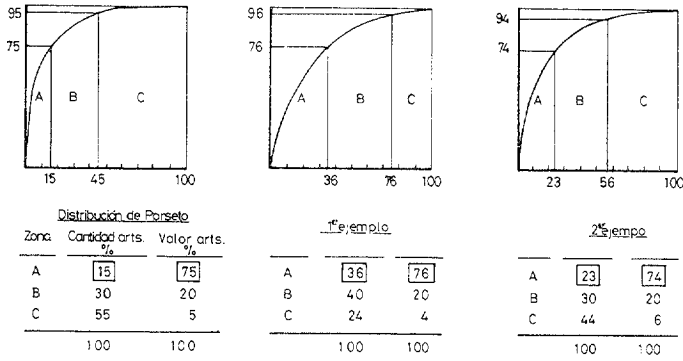 95
75
A B C
15 45 100
96
76
A B C
36 76 100
94
74
A B C
23 56 100
Distribución de Parseto
Zona Cantidad arts. % Valor arts. %
A 15 75
B 30 20
C 55 5
100 100
1er ejemplo
A 36 76
B 40 20
C 24 4
100 100
2º ejempo
A 23 74
B 30 20
C 44 6
100 100